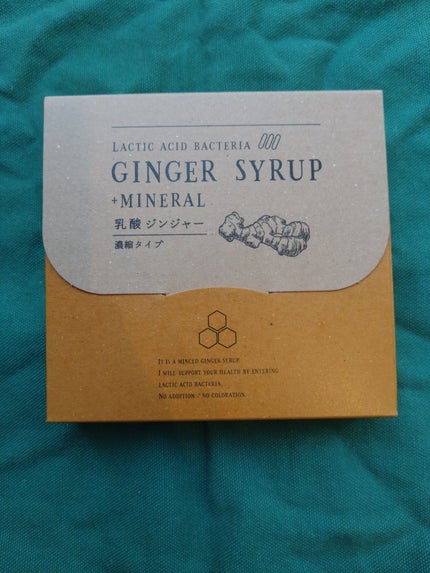 LACTIC ACID BACTERIA
GINGER SYRUP
+MINERAL
乳酸 ジンジャー
濃縮タイプ
IT IS A MINCED GINGER SYRUP.
I WILL SUPPORT YOUR HEALTH BY ENTERING
LACTIC ACID BACTERIA.
NO ADDITION / NO COLORATION.